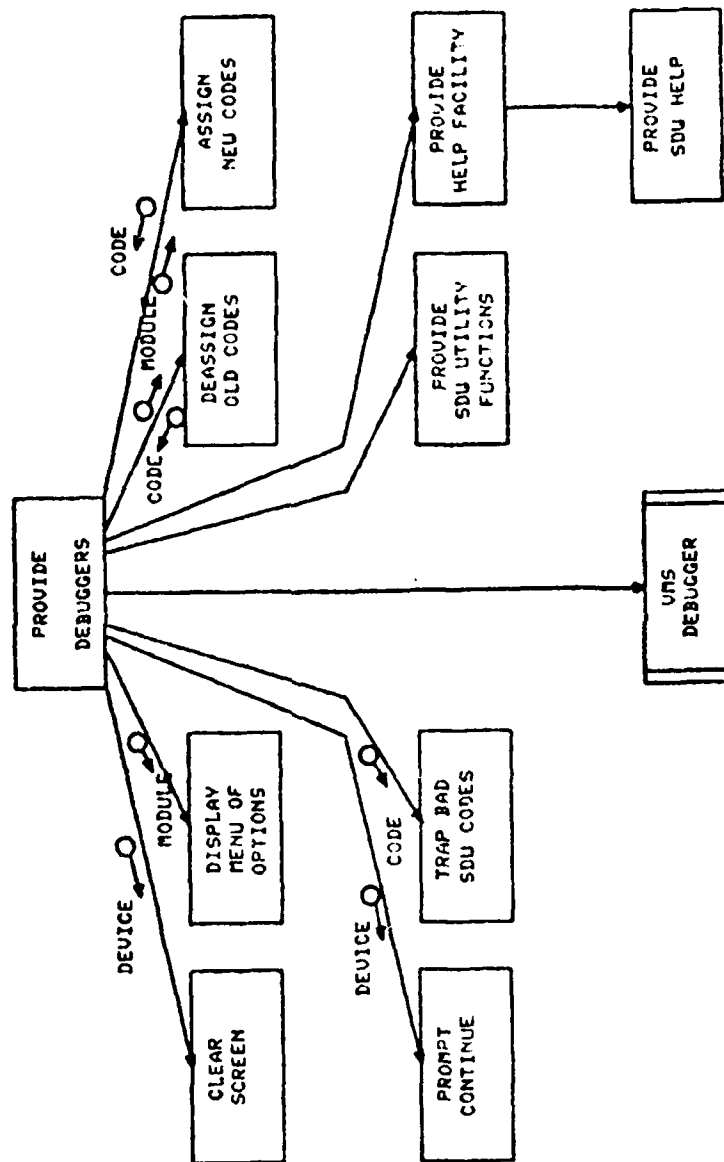 PROVIDE
DEBUGGERS
DEVICE
MODULE
CODE
MODULE
CODE
CLEAR
SCREEN
DISPLAY
MENU OF
OPTIONS
DEASSIGN
OLD CODES
ASSIGN
NEW CODES
DEVICE
CODE
PROMPT
CONTINUE
TRAP BAD
SDW CODES
PROVIDE
SDW UTILITY
FUNCTIONS
PROVIDE
HELP FACILITY
VMS
DEBUGGER
PROVIDE
SDW HELP